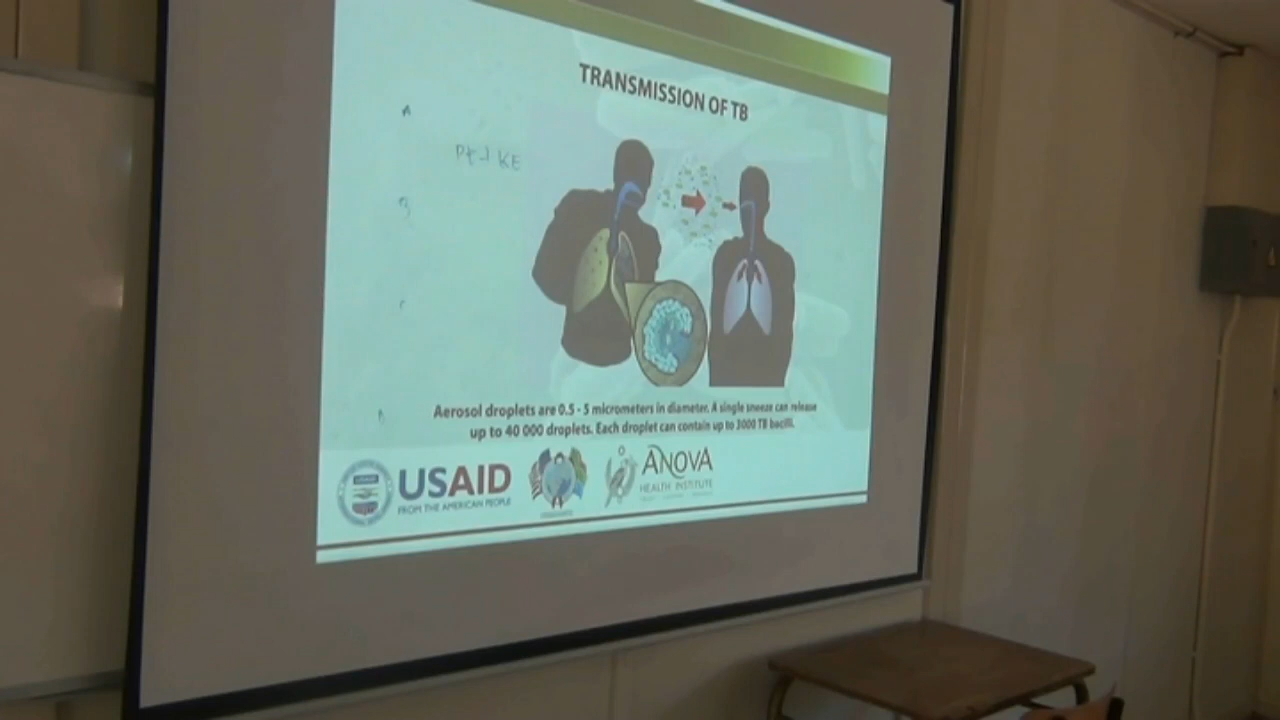 TRANSMISSION OF TB
A
B
Aerosol droplets are 0.5 - 5 micrometers in diameter. A single sneeze can release
up to 40 000 droplets. Each droplet can contain up to 3000 TB bacilli.
USAID
FROM THE AMERICAN PEOPLE
ANOVA
HEALTH INSTITUTE